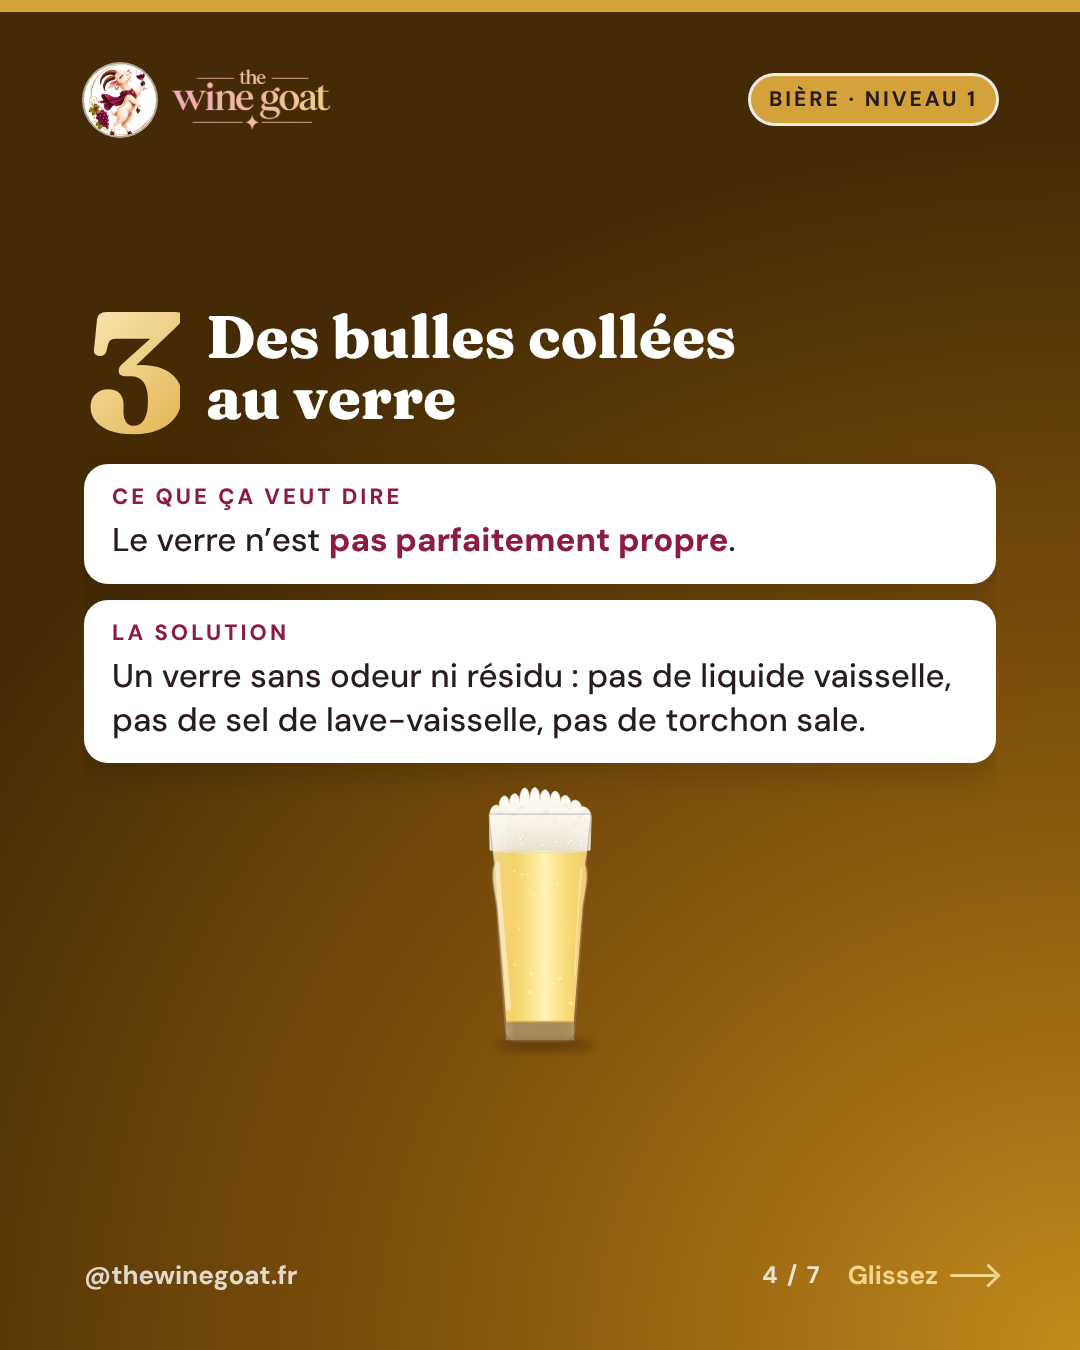 the
wine goat
BIÈRE · NIVEAU 1
3
Des bulles collées
au verre
CE QUE ÇA VEUT DIRE
Le verre n’est pas parfaitement propre.
LA SOLUTION
Un verre sans odeur ni résidu : pas de liquide vaisselle,
pas de sel de lave-vaisselle, pas de torchon sale.
@thewinegoat.fr
4 / 7
Glissez